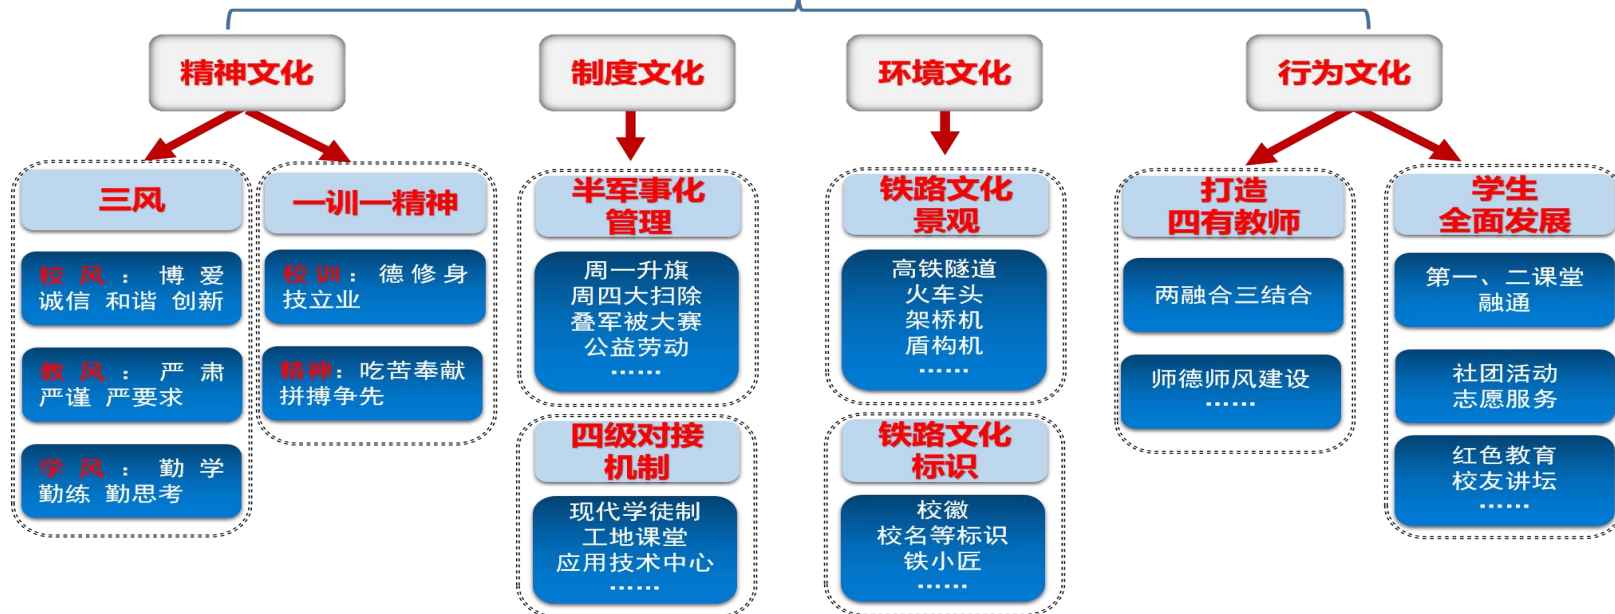 精神文化
制度文化
环境文化
行为文化
三风
校风：博爱
诚信 和谐 创新
教风：严肃
严谨 严要求
学风：勤学
勤练 勤思考
一训一精神
校训：德修身
技立业
精神：吃苦奉献
拼搏争先
半军事化
管理
周一升旗
周四大扫除
叠军被大赛
公益劳动
......
四级对接
机制
现代学徒制
工地课堂
应用技术中心
......
铁路文化
景观
高铁隧道
火车头
架桥机
盾构机
......
铁路文化
标识
校徽
校名等标识
铁小匠
......
打造
四有教师
两融合三结合
师德师风建设
......
学生
全面发展
第一、二课堂
融通
社团活动
志愿服务
红色教育
校友讲坛
......